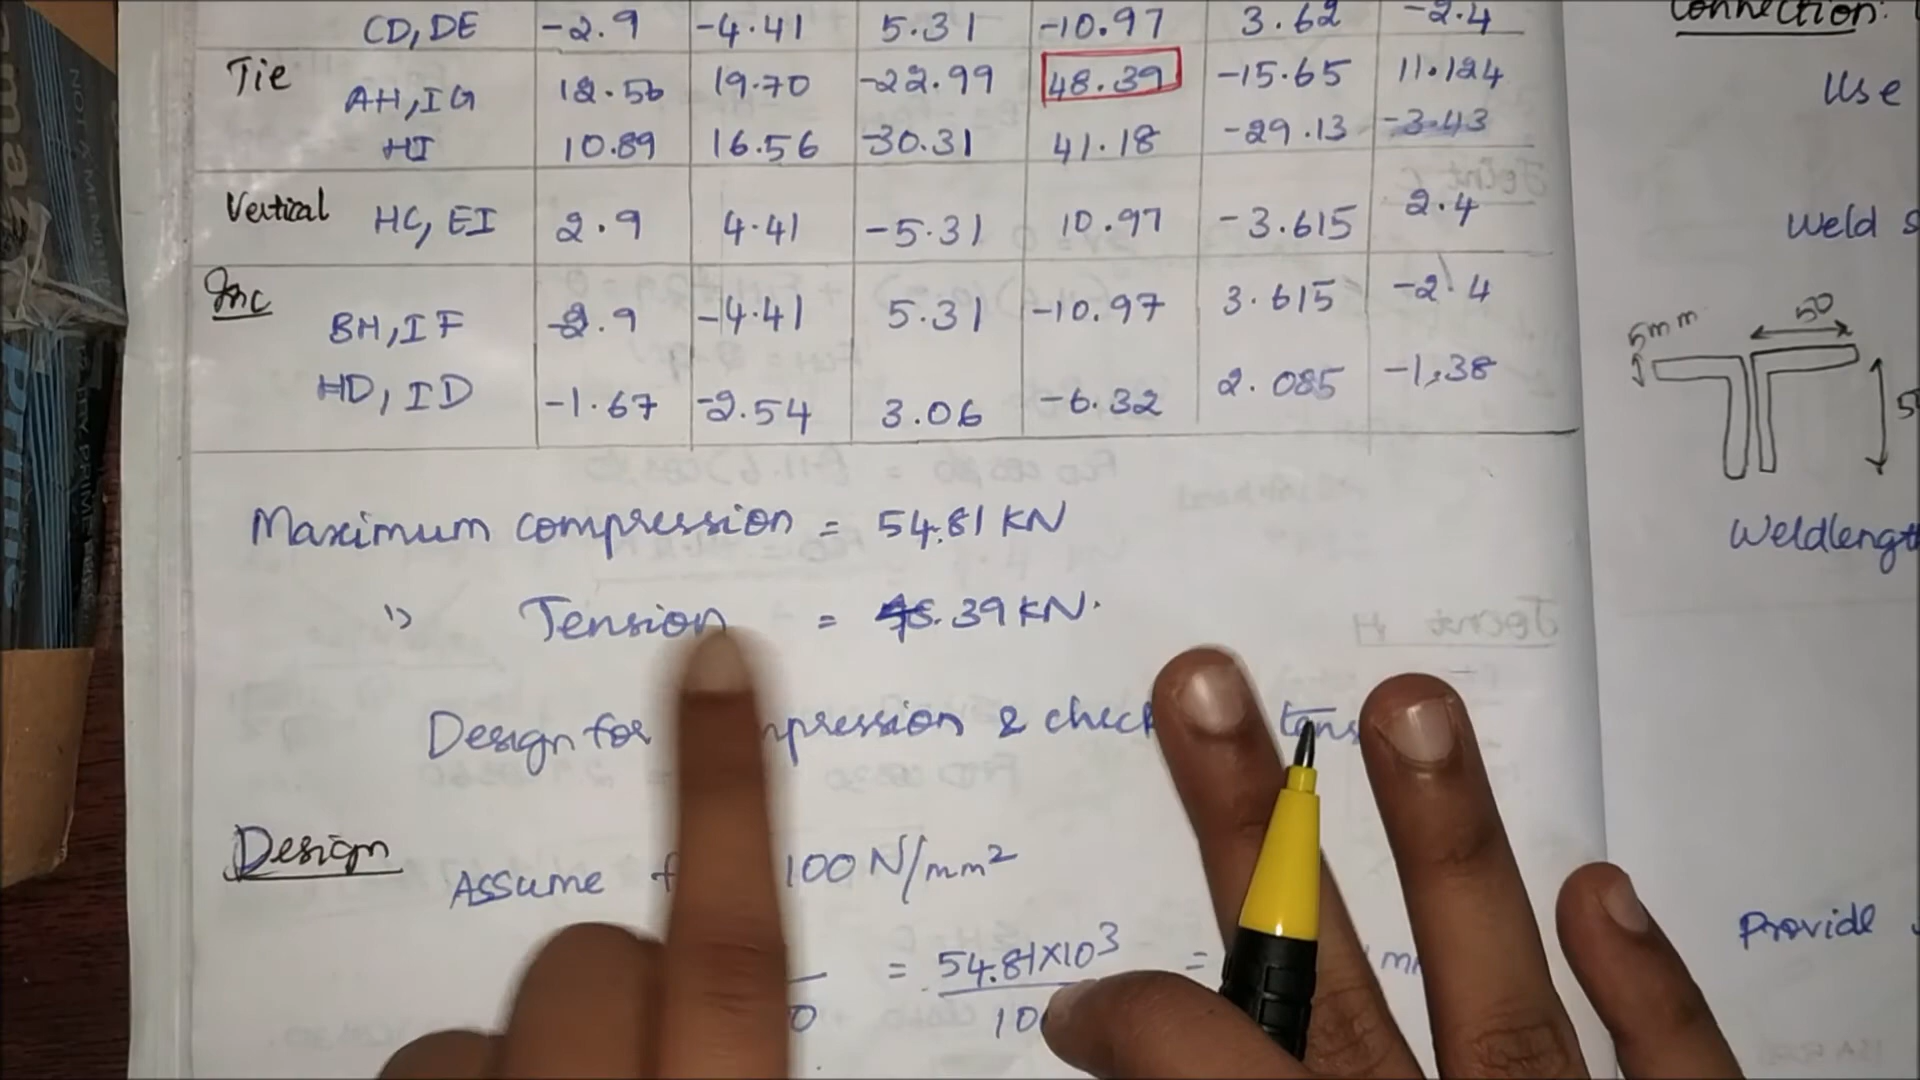 CD, DE -2.9 -4.41 5.31 -10.97 3.62 -2.4
Tie
AH, IG 12.56 19.70 -22.99 48.39 -15.65 11.124
HI 10.89 16.56 -30.31 41.18 -29.13 -3.43
Vertical HC, EI 2.9 4.41 -5.31 10.97 -3.615 2.4
Inc
BH, IF -2.9 -4.41 5.31 -10.97 3.615 -2.4
HD, ID -1.67 -2.54 3.06 -6.32 2.085 -1.38
Maximum compression = 54.81 KN
" Tension = 48.39 KN.
Design for compression & check tens
Design
Assume 100 N/mm²
= 54.81×10³ =
Connection:
Use
Weld s
5mm 50
Weldlength
Provide